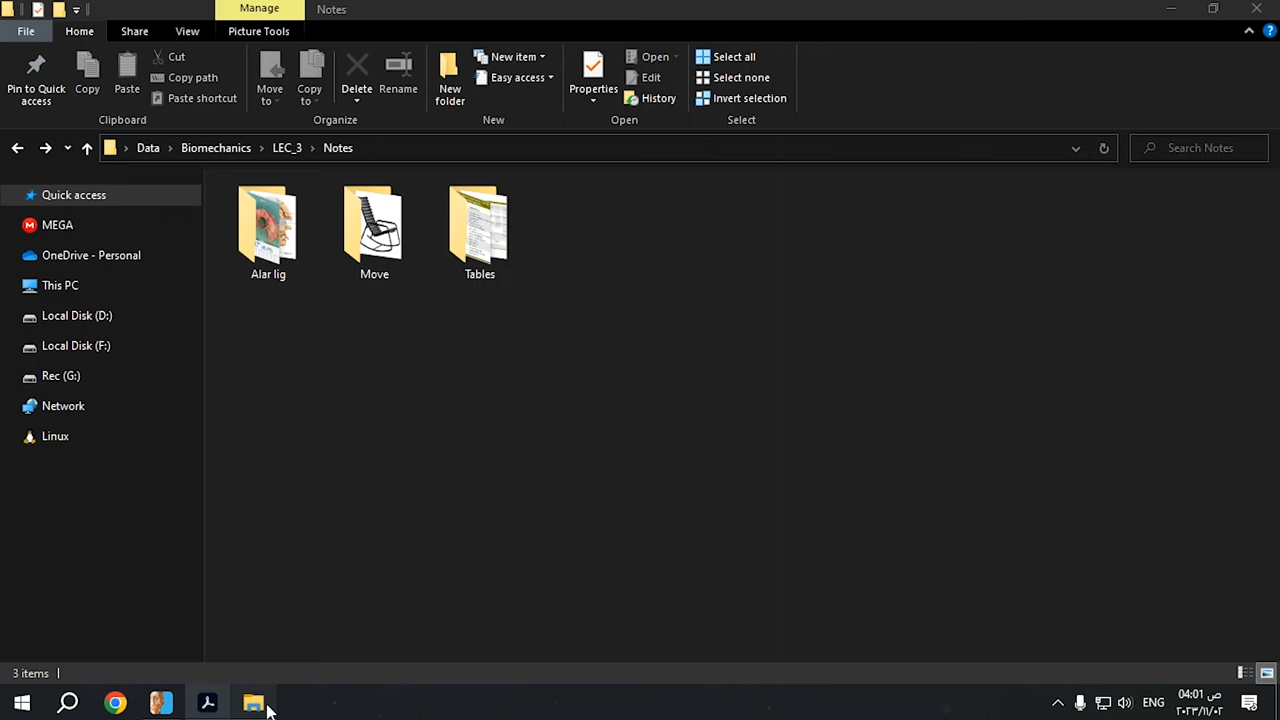 Manage
Notes
File
Home
Share
View
Picture Tools
Pin to Quick access
Copy
Paste
Cut
Copy path
Paste shortcut
Clipboard
Move to
Copy to
Delete
Rename
Organize
New folder
New item
Easy access
New
Properties
Open
Edit
History
Open
Select all
Select none
Invert selection
Select
Data
Biomechanics
LEC_3
Notes
Search Notes
Quick access
MEGA
OneDrive - Personal
This PC
Local Disk (D:)
Local Disk (F:)
Rec (G:)
Network
Linux
Alar lig
Move
Tables
3 items
ENG
04:01 ص
٢٠٢٣/١١/٠٢